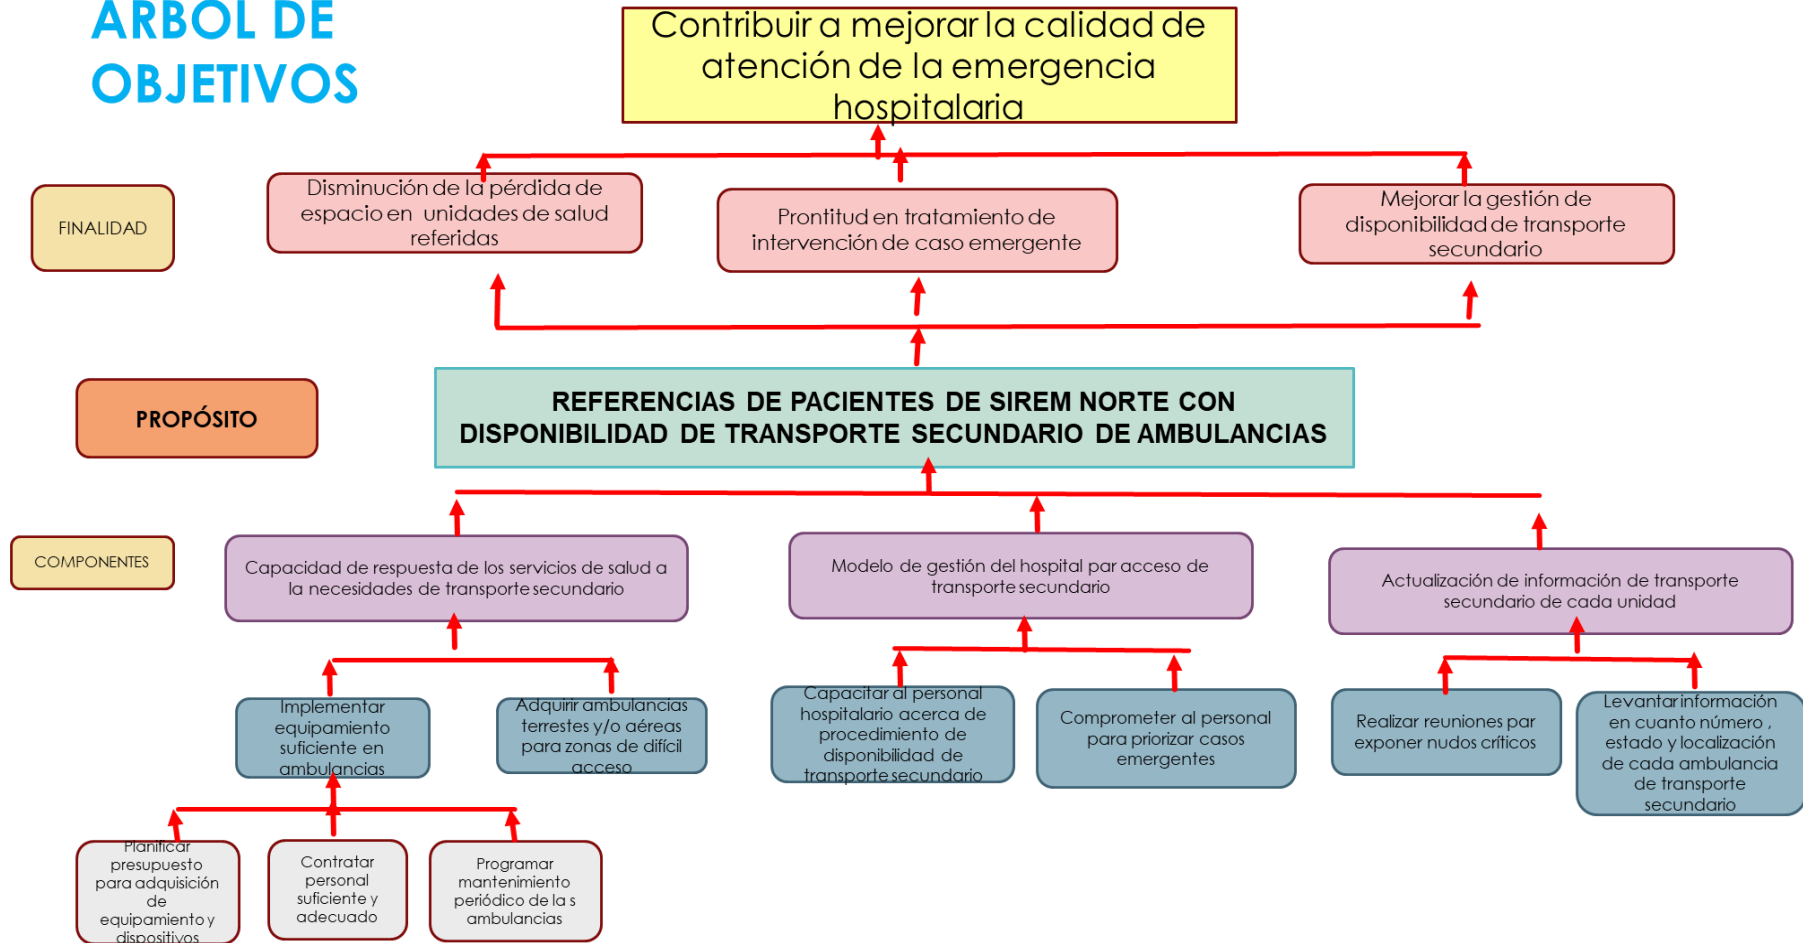 ARBOL DE
OBJETIVOS
Contribuir a mejorar la calidad de
atención de la emergencia
hospitalaria
FINALIDAD
Disminución de la pérdida de
espacio en unidades de salud
referidas
Prontitud en tratamiento de
intervención de caso emergente
Mejorar la gestión de
disponibilidad de transporte
secundario
PROPÓSITO
REFERENCIAS DE PACIENTES DE SIREM NORTE CON
DISPONIBILIDAD DE TRANSPORTE SECUNDARIO DE AMBULANCIAS
COMPONENTES
Capacidad de respuesta de los servicios de salud a
la necesidades de transporte secundario
Modelo de gestión del hospital par acceso de
transporte secundario
Actualización de información de transporte
secundario de cada unidad
Implementar
equipamiento
suficiente en
ambulancias
Adquirir ambulancias
terrestes y/o aéreas
para zonas de difícil
acceso
Capacitar al personal
hospitalario acerca de
procedimiento de
disponibilidad de
transporte secundario
Comprometer al personal
para priorizar casos
emergentes
Realizar reuniones par
exponer nudos críticos
Levantar información
en cuanto número ,
estado y localización
de cada ambulancia
de transporte
secundario
Planificar
presupuesto
para adquisición
de
equipamiento y
dispositivos
Contratar
personal
suficiente y
adecuado
Programar
mantenimiento
periódico de la s
ambulancias